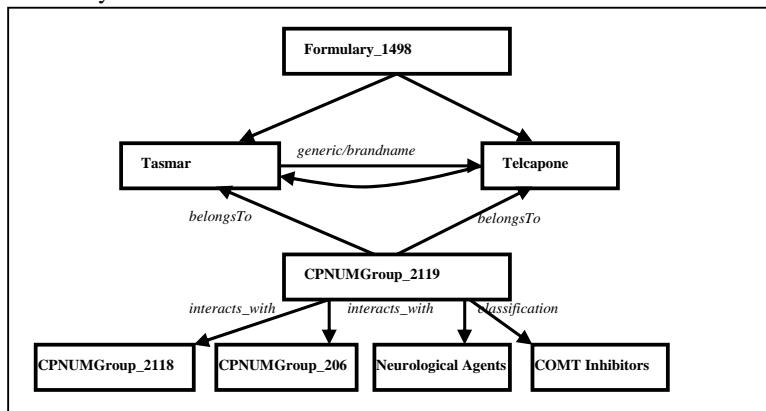 Formulary_1498
generic/brandname
Tasmar
Telcapone
belongsTo
belongsTo
CPNUMGroup_2119
interacts_with
interacts_with
classification
CPNUMGroup_2118
CPNUMGroup_206
Neurological Agents
COMT Inhibitors